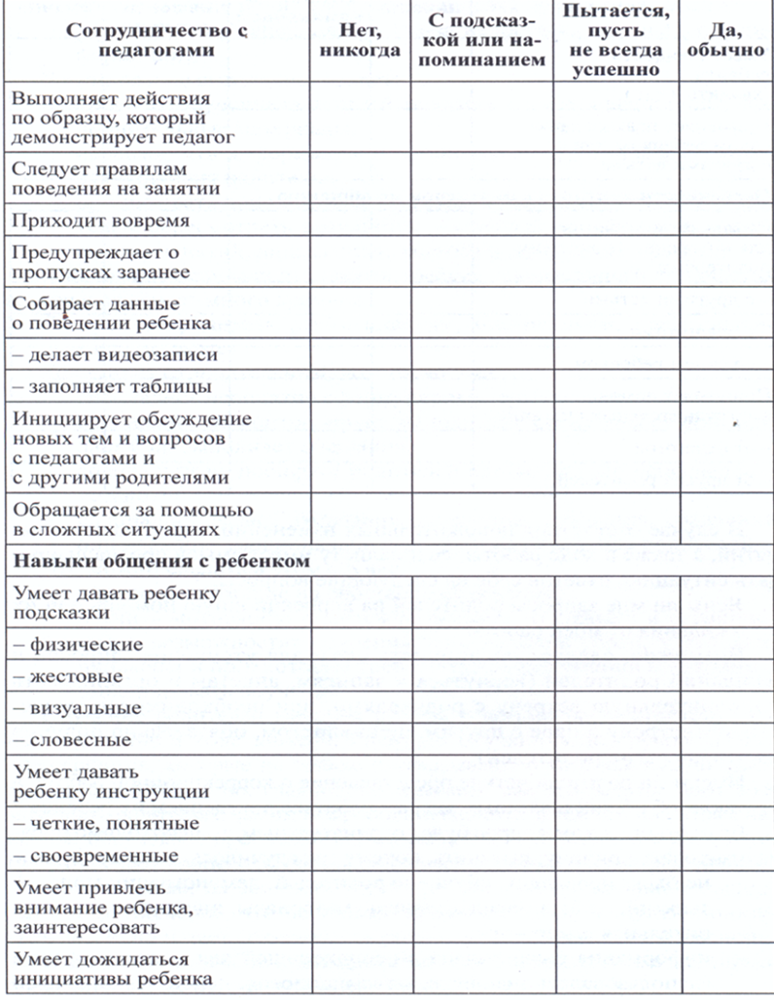 Сотрудничество с
педагогами
Нет,
никогда
С подсказ-
кой или на-
поминанием
Пытается,
пусть
не всегда
успешно
Да,
обычно
Выполняет действия
по образцу, который
демонстрирует педагог
Следует правилам
поведения на занятии
Приходит вовремя
Предупреждает о
пропусках заранее
Собирает данные
о поведении ребенка
– делает видеозаписи
– заполняет таблицы
Инициирует обсуждение
новых тем и вопросов
с педагогами и
с другими родителями
Обращается за помощью
в сложных ситуациях
Навыки общения с ребенком
Умеет давать ребенку
подсказки
– физические
– жестовые
– визуальные
– словесные
Умеет давать
ребенку инструкции
– четкие, понятные
– своевременные
Умеет привлечь
внимание ребенка,
заинтересовать
Умеет дожидаться
инициативы ребенка